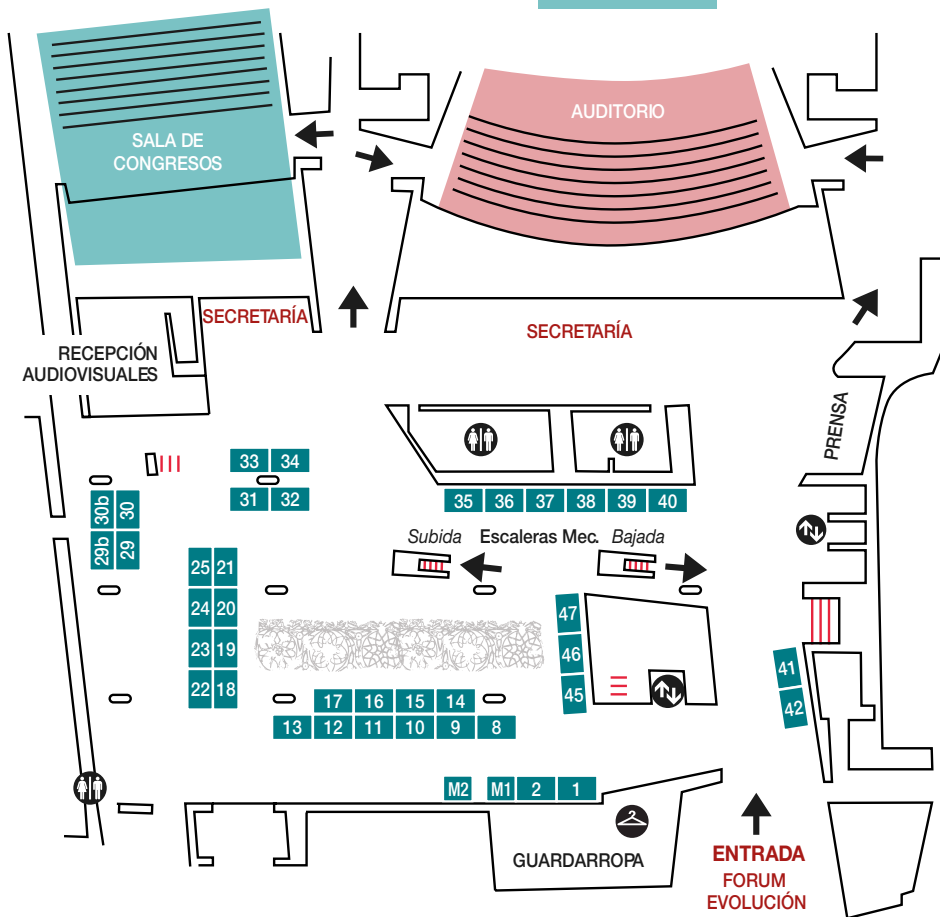 AUDITORIO
SALA DE
CONGRESOS
SECRETARÍA
SECRETARÍA
RECEPCIÓN
AUDIOVISUALES
PRENSA
33 34
31 32
30b 30
29b 29
35 36 37 38 39 40
Subida Escaleras Mec. Bajada
25 21
24 20
23 19
22 18
47
46
45
41
42
17 16 15 14
13 12 11 10 9 8
M2 M1 2 1
GUARDARROPA
ENTRADA
FORUM
EVOLUCIÓN